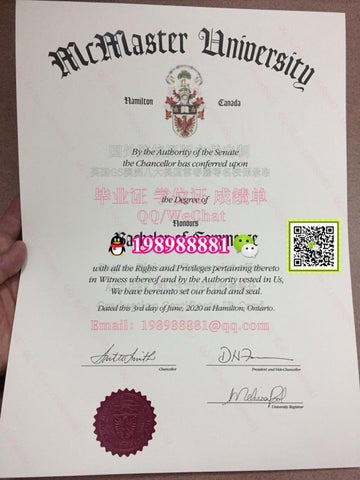 McMaster University
Hamilton Canada
By the Authority of the Senate
the Chancellor has conferred upon
毕业证 学位证 成绩单
the Degree of
QQ/WeChat
Honours
Bachelor of Commerce
198988881
with all the Rights and Privileges pertaining thereto
in Witness whereof and by the Authority vested in Us,
We have hereunto set our hand and seal.
Dated this 3rd day of June, 2020 at Hamilton, Ontario.
Email: 198988881@qq.com
Chancellor
President and Vice-Chancellor
University Registrar